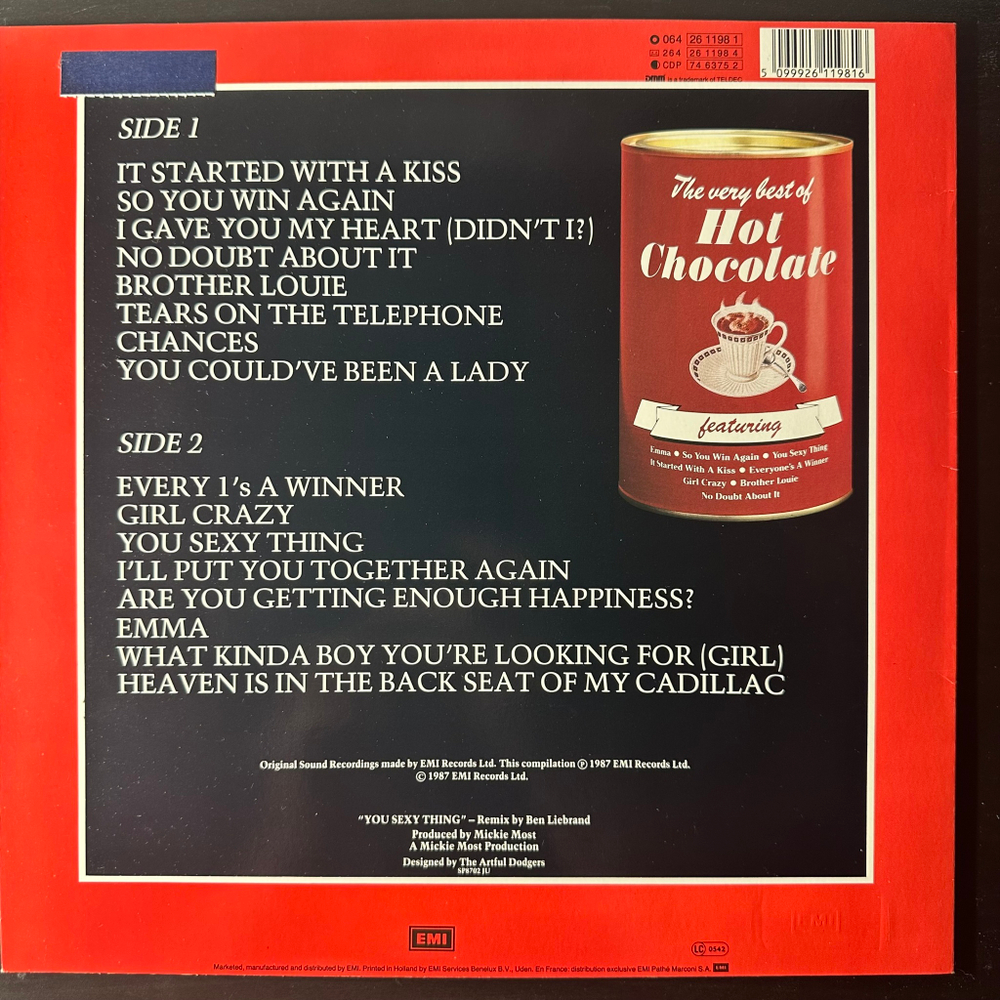 064 26 1198 1
264 26 1198 4
CDP 74 6375 2
DMM is a trademark of TELDEC
5 099926 119816
SIDE 1
IT STARTED WITH A KISS
SO YOU WIN AGAIN
I GAVE YOU MY HEART (DIDN'T I?)
NO DOUBT ABOUT IT
BROTHER LOUIE
TEARS ON THE TELEPHONE
CHANCES
YOU COULD'VE BEEN A LADY
The very best of
Hot
Chocolate
featuring
Emma ● So You Win Again ● You Sexy Thing
It Started With A Kiss ● Everyone's A Winner
Girl Crazy ● Brother Louie
No Doubt About It
SIDE 2
EVERY 1's A WINNER
GIRL CRAZY
YOU SEXY THING
I'LL PUT YOU TOGETHER AGAIN
ARE YOU GETTING ENOUGH HAPPINESS?
EMMA
WHAT KINDA BOY YOU'RE LOOKING FOR (GIRL)
HEAVEN IS IN THE BACK SEAT OF MY CADILLAC
Original Sound Recordings made by EMI Records Ltd. This compilation ℗ 1987 EMI Records Ltd.
© 1987 EMI Records Ltd.
"YOU SEXY THING" – Remix by Ben Liebrand
Produced by Mickie Most
A Mickie Most Production
Designed by The Artful Dodgers
SP8702 JU
EMI
EMI
LC 0542
Marketed, manufactured and distributed by EMI. Printed in Holland by EMI Services Benelux B.V., Uden. En France: distribution exclusive EMI Pathé Marconi S.A. EMI